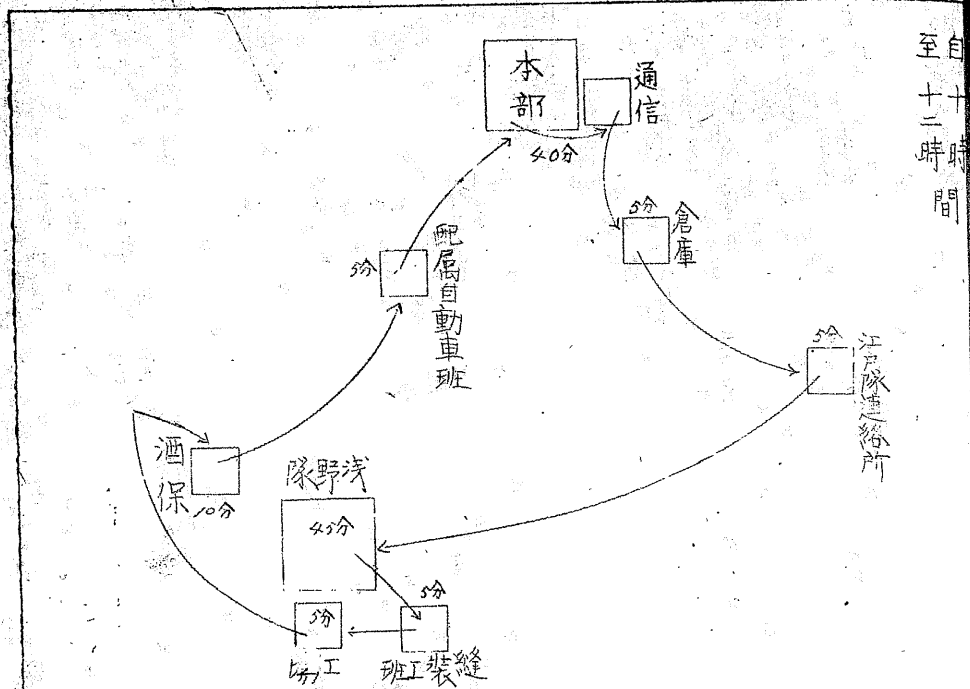 自十時
至十二時間
本部
通信
40分
5分
倉庫
5分
江戸隊連絡所
浅野隊
45分
5分
縫装工班
5分
酒保
10分
5分
配属自動車班